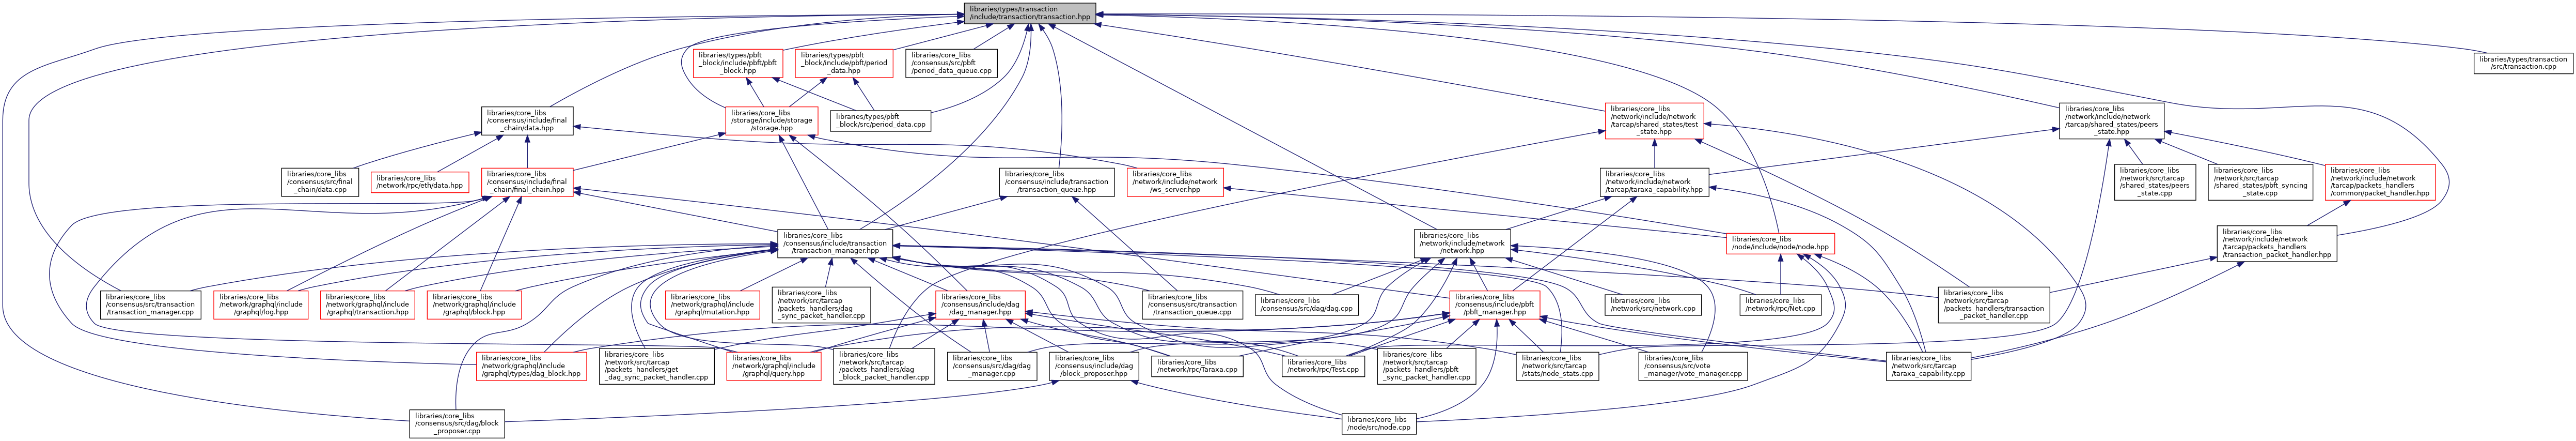 libraries/types/transaction
/include/transaction/transaction.hpp
libraries/types/pbft
_block/include/pbft/pbft
_block.hpp
libraries/types/pbft
_block/include/pbft/period
_data.hpp
libraries/core_libs
/consensus/src/pbft
/period_data_queue.cpp
libraries/types/transaction
/src/transaction.cpp
libraries/core_libs
/consensus/include/final
_chain/data.hpp
libraries/core_libs
/storage/include/storage
/storage.hpp
libraries/types/pbft
_block/src/period_data.cpp
libraries/core_libs
/network/include/network
/tarcap/shared_states/test
_state.hpp
libraries/core_libs
/network/include/network
/tarcap/shared_states/peers
_state.hpp
libraries/core_libs
/consensus/src/final
_chain/data.cpp
libraries/core_libs
/network/rpc/eth/data.hpp
libraries/core_libs
/consensus/include/final
_chain/final_chain.hpp
libraries/core_libs
/consensus/include/transaction
/transaction_queue.hpp
libraries/core_libs
/network/include/network
/ws_server.hpp
libraries/core_libs
/network/include/network
/tarcap/taraxa_capability.hpp
libraries/core_libs
/network/src/tarcap
/shared_states/peers
_state.cpp
libraries/core_libs
/network/src/tarcap
/shared_states/pbft_syncing
_state.cpp
libraries/core_libs
/network/include/network
/tarcap/packets_handlers
/common/packet_handler.hpp
libraries/core_libs
/consensus/include/transaction
/transaction_manager.hpp
libraries/core_libs
/network/include/network
/network.hpp
libraries/core_libs
/node/include/node/node.hpp
libraries/core_libs
/network/include/network
/tarcap/packets_handlers
/transaction_packet_handler.hpp
libraries/core_libs
/consensus/src/transaction
/transaction_manager.cpp
libraries/core_libs
/network/graphql/include
/graphql/log.hpp
libraries/core_libs
/network/graphql/include
/graphql/transaction.hpp
libraries/core_libs
/network/graphql/include
/graphql/block.hpp
libraries/core_libs
/network/graphql/include
/graphql/mutation.hpp
libraries/core_libs
/network/src/tarcap
/packets_handlers/dag
_sync_packet_handler.cpp
libraries/core_libs
/consensus/include/dag
/dag_manager.hpp
libraries/core_libs
/consensus/src/transaction
/transaction_queue.cpp
libraries/core_libs
/consensus/src/dag/dag.cpp
libraries/core_libs
/consensus/include/pbft
/pbft_manager.hpp
libraries/core_libs
/network/src/network.cpp
libraries/core_libs
/network/rpc/Net.cpp
libraries/core_libs
/network/src/tarcap
/packets_handlers/transaction
_packet_handler.cpp
libraries/core_libs
/network/graphql/include
/graphql/types/dag_block.hpp
libraries/core_libs
/network/src/tarcap
/packets_handlers/get
_dag_sync_packet_handler.cpp
libraries/core_libs
/network/graphql/include
/graphql/query.hpp
libraries/core_libs
/network/src/tarcap
/packets_handlers/dag
_block_packet_handler.cpp
libraries/core_libs
/consensus/src/dag/dag
_manager.cpp
libraries/core_libs
/consensus/include/dag
/block_proposer.hpp
libraries/core_libs
/network/rpc/Taraxa.cpp
libraries/core_libs
/network/rpc/Test.cpp
libraries/core_libs
/network/src/tarcap
/packets_handlers/pbft
_sync_packet_handler.cpp
libraries/core_libs
/network/src/tarcap
/stats/node_stats.cpp
libraries/core_libs
/consensus/src/vote
_manager/vote_manager.cpp
libraries/core_libs
/network/src/tarcap
/taraxa_capability.cpp
libraries/core_libs
/consensus/src/dag/block
_proposer.cpp
libraries/core_libs
/node/src/node.cpp